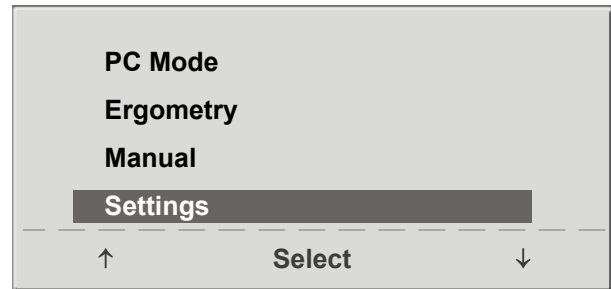 PC Mode
Ergometry
Manual
Settings
↑ Select ↓